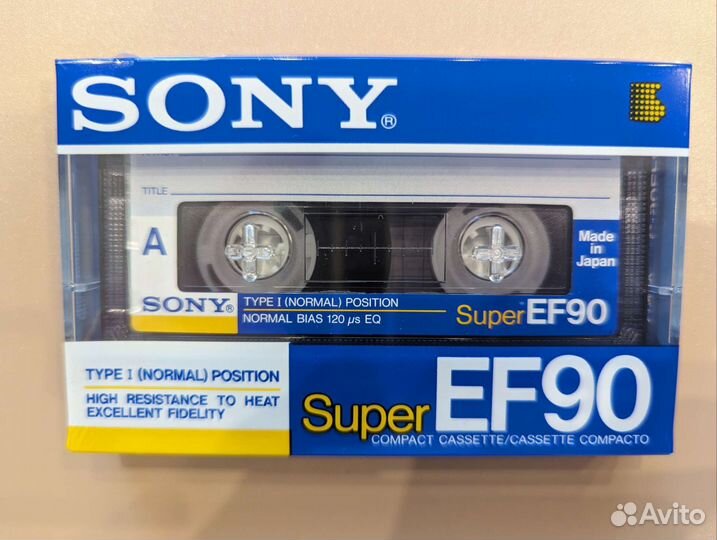 SONY®
TITLE
A
Made
in
Japan
SONY®
TYPE I (NORMAL) POSITION
NORMAL BIAS 120 μs EQ
Super EF90
TYPE I (NORMAL) POSITION
HIGH RESISTANCE TO HEAT
EXCELLENT FIDELITY
Super EF90
COMPACT CASSETTE/CASSETTE COMPACTO
Avito